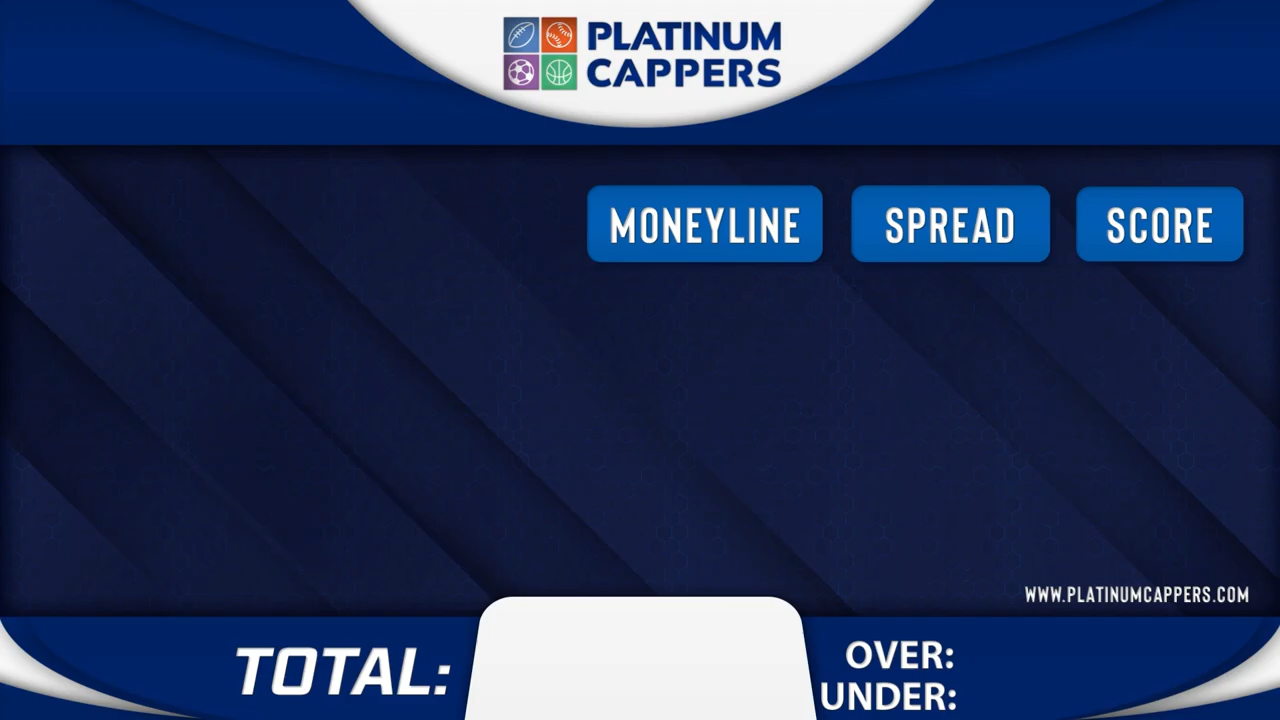 PLATINUM
CAPPERS
MONEYLINE SPREAD SCORE
WWW.PLATINUMCAPPERS.COM
TOTAL:
OVER:
UNDER: